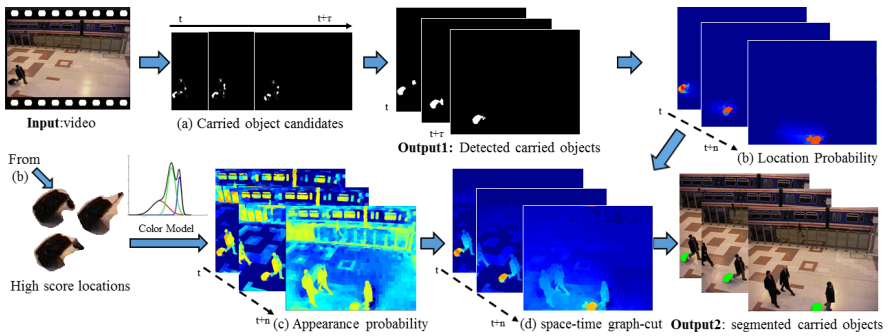 t
t+τ
Input:video
(a) Carried object candidates
t
t+τ
Output1: Detected carried objects
t
t+n
(b) Location Probability
From
(b)
High score locations
Color Model
t
t+n
(c) Appearance probability
t
t+n
(d) space-time graph-cut
Output2: segmented carried objects